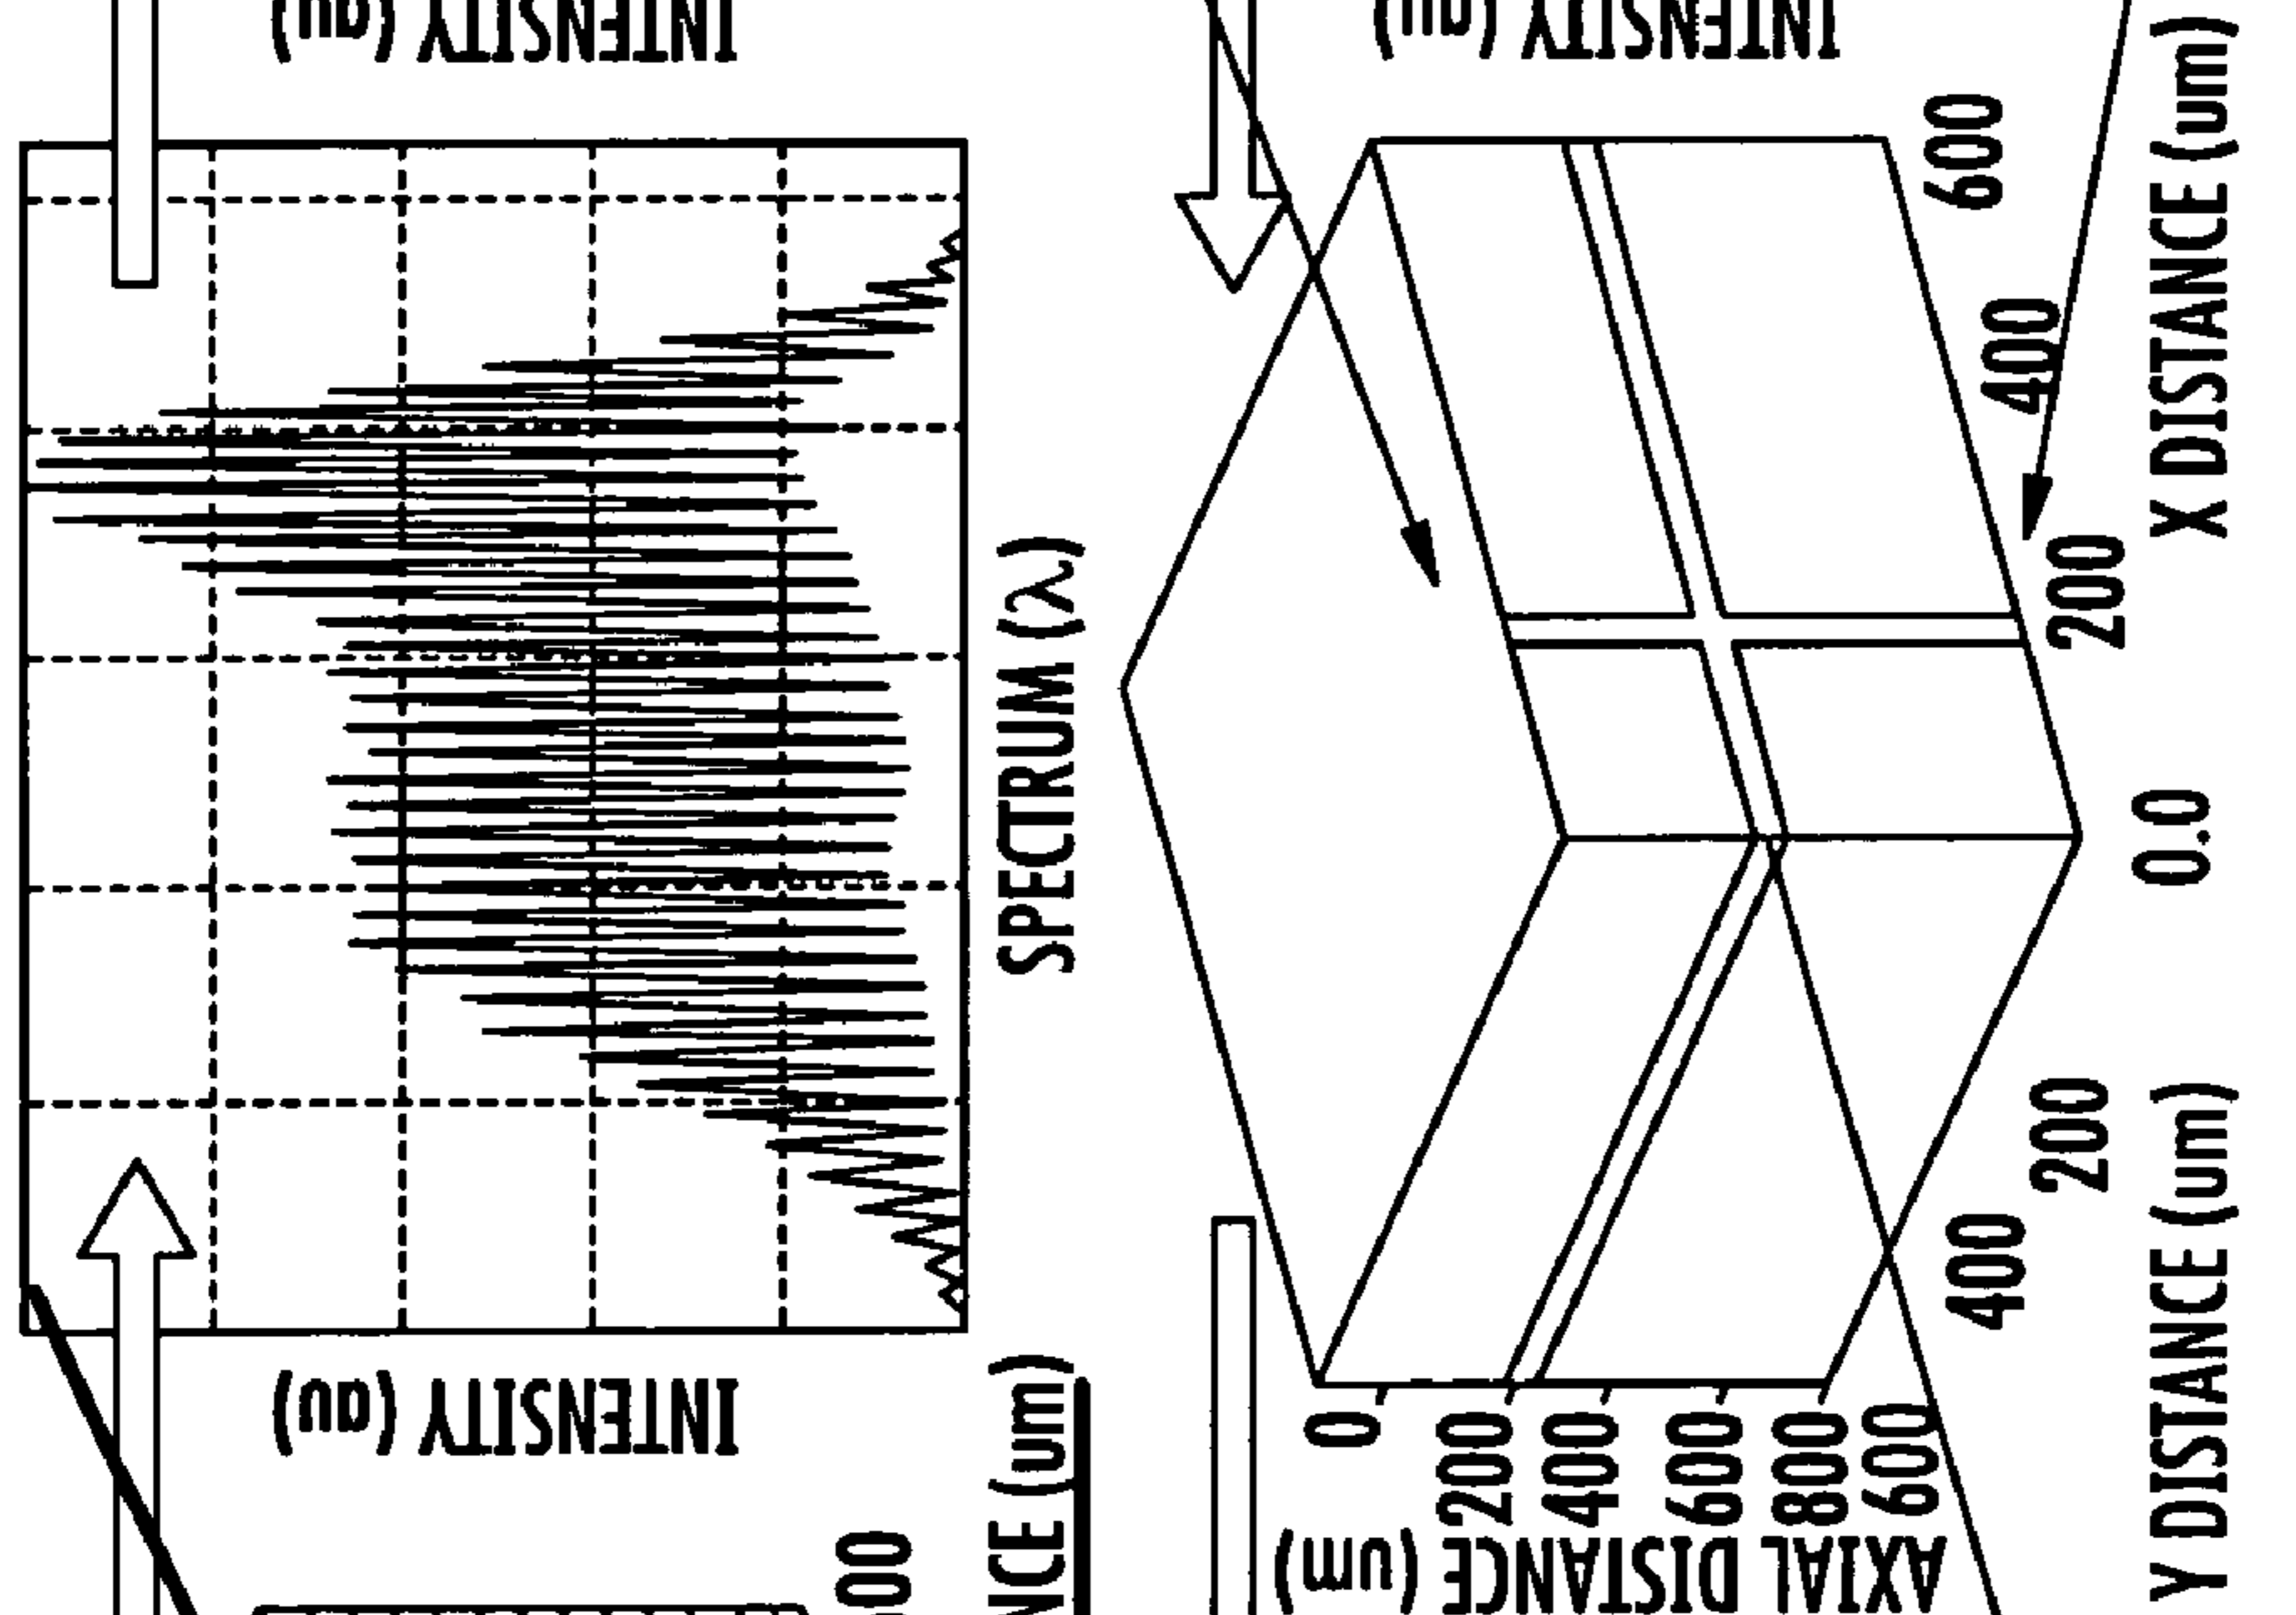 INTENSITY (au)
INTENSITY (au)
SPECTRUM (λ)
INTENSITY (au)
X DISTANCE (um)
600
400
200
0.0
200
400
600
Y DISTANCE (um)
0
200
400
600
800
AXIAL DISTANCE (um)
(um)